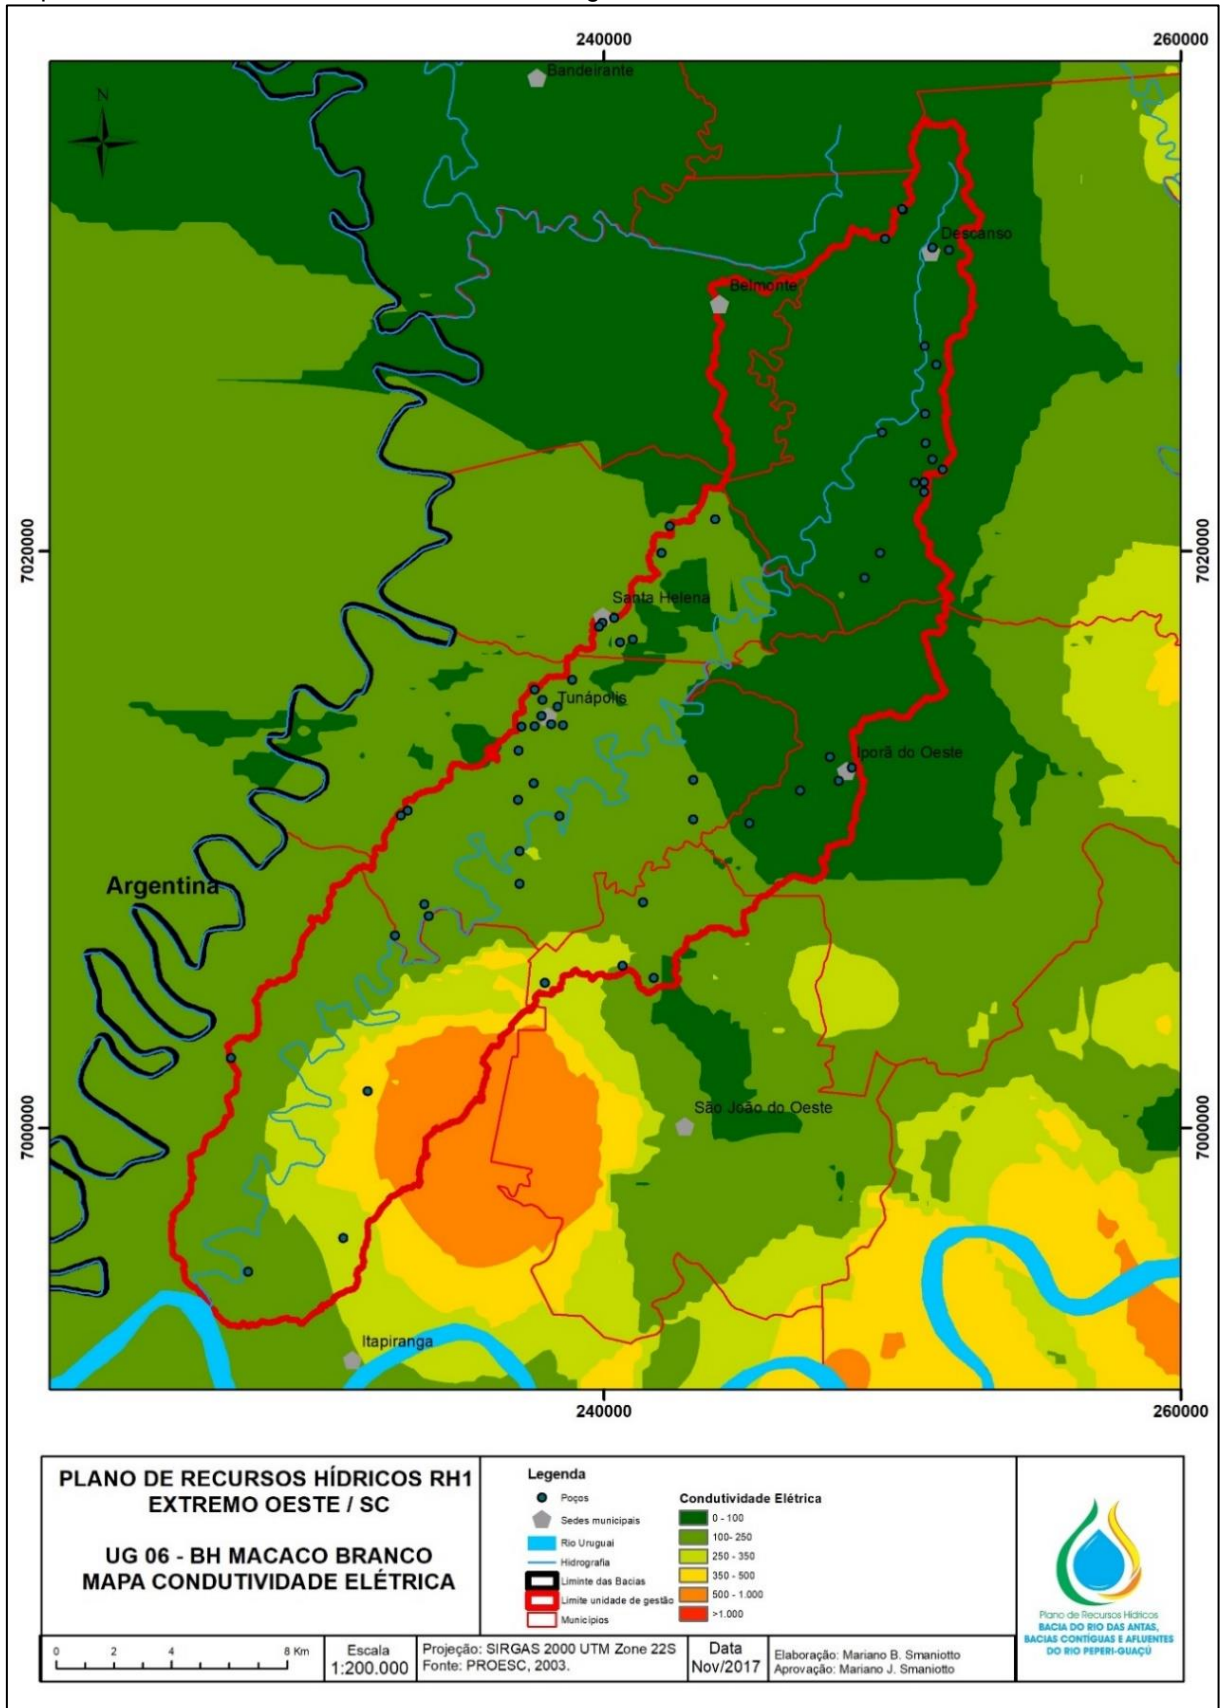 240000
260000
Bandeirante
N
Descanso
Belmonte
7020000
7020000
Santa Helena
Tunápolis
Iporã do Oeste
Argentina
São João do Oeste
7000000
7000000
Itapiranga
240000
260000
PLANO DE RECURSOS HÍDRICOS RH1
EXTREMO OESTE / SC
UG 06 - BH MACACO BRANCO
MAPA CONDUTIVIDADE ELÉTRICA
Legenda
Poços
Sedes municipais
Rio Uruguai
Hidrografia
Liminte das Bacias
Limite unidade de gestão
Municípios
Condutividade Elétrica
0 - 100
100- 250
250 - 350
350 - 500
500 - 1.000
>1.000
Plano de Recursos Hídricos
BACIA DO RIO DAS ANTAS,
BACIAS CONTÍGUAS E AFLUENTES
DO RIO PEPERI-GUAÇÚ
0 2 4 8 Km
Escala
1:200.000
Projeção: SIRGAS 2000 UTM Zone 22S
Fonte: PROESC, 2003.
Data
Nov/2017
Elaboração: Mariano B. Smaniotto
Aprovação: Mariano J. Smaniotto